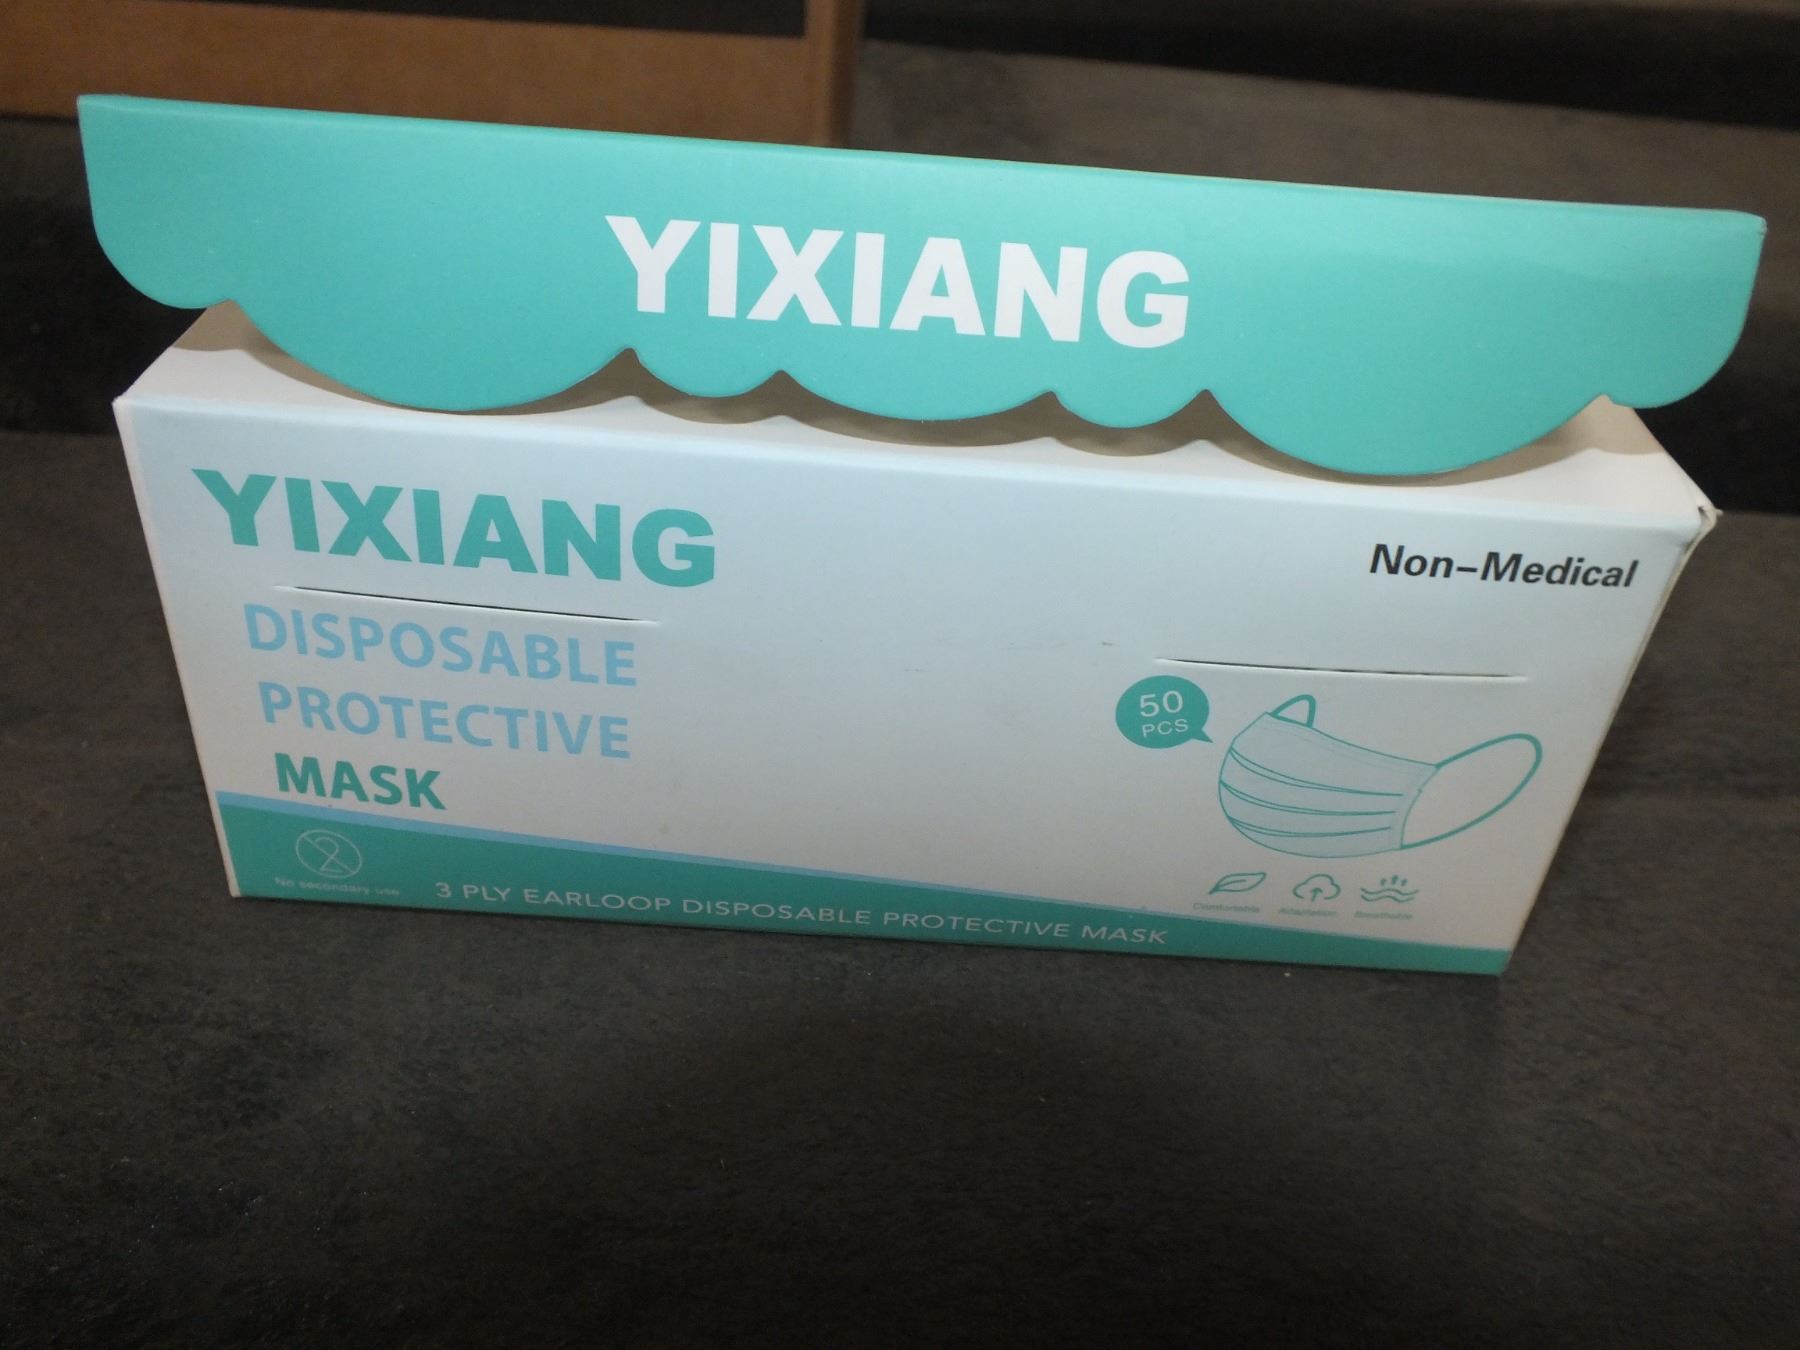 YIXIANG
YIXIANG
Non-Medical
DISPOSABLE
PROTECTIVE
MASK
50
PCS
2
No secondary use
3 PLY EARLOOP DISPOSABLE PROTECTIVE MASK
Comfortable
Adaptation
Breathable